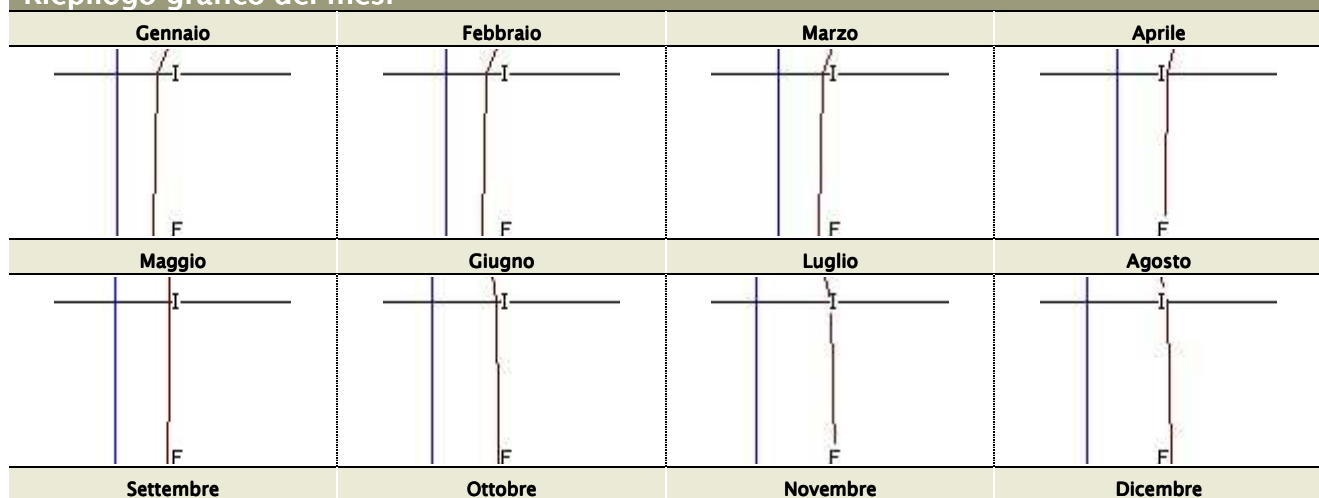 Riepilogo grafico dei mesi
Gennaio Febbraio Marzo Aprile
I I I I
F F F F
Maggio Giugno Luglio Agosto
I I I I
F F F F
Settembre Ottobre Novembre Dicembre